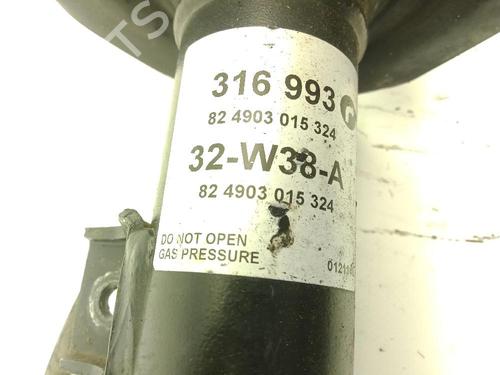 316 993
82 4903 015 324
32-W38-A
82 4903 015 324
DO NOT OPEN
GAS PRESSURE